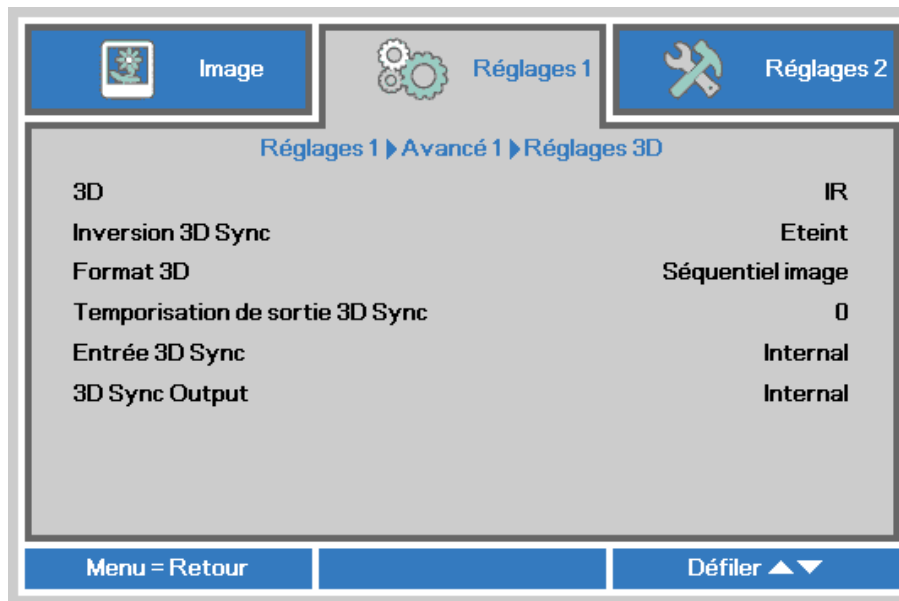 Image
Réglages 1
Réglages 2
Réglages 1 ▶ Avancé 1 ▶ Réglages 3D
3D IR
Inversion 3D Sync Eteint
Format 3D Séquentiel image
Temporisation de sortie 3D Sync 0
Entrée 3D Sync Internal
3D Sync Output Internal
Menu = Retour
Défiler ▲▼